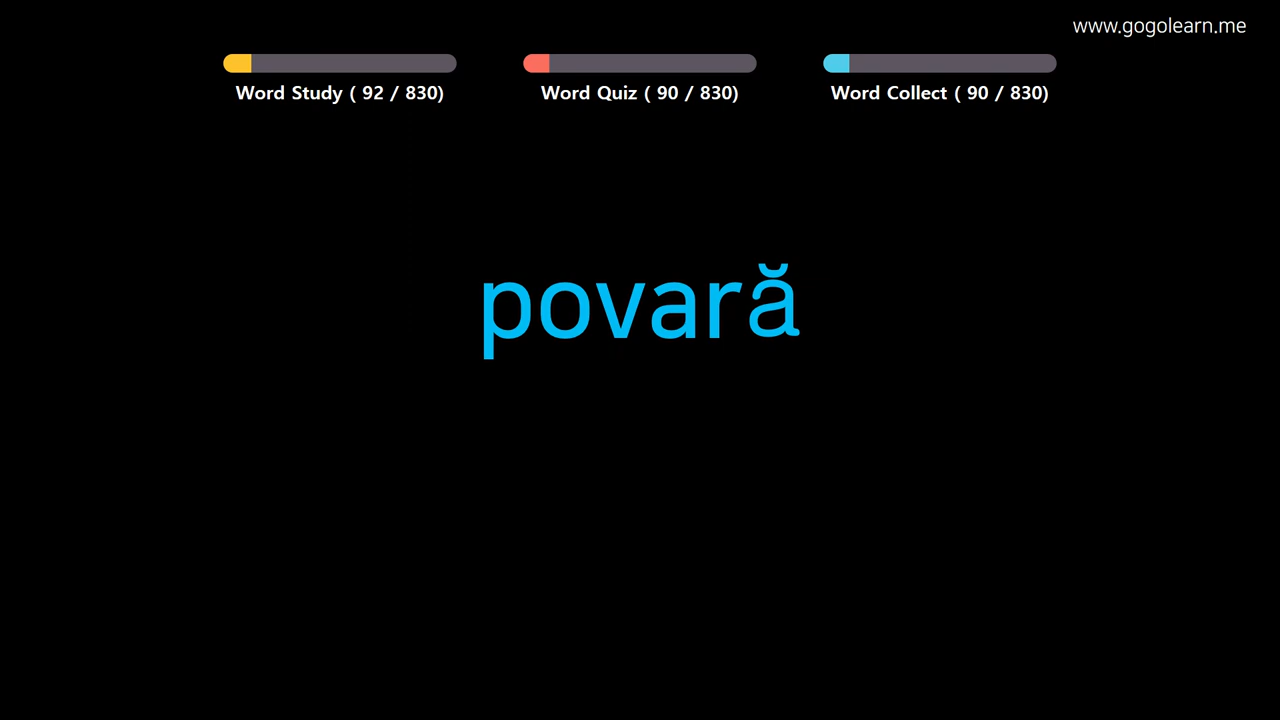 www.gogolearn.me
Word Study ( 92 / 830)
Word Quiz ( 90 / 830)
Word Collect ( 90 / 830)
povară